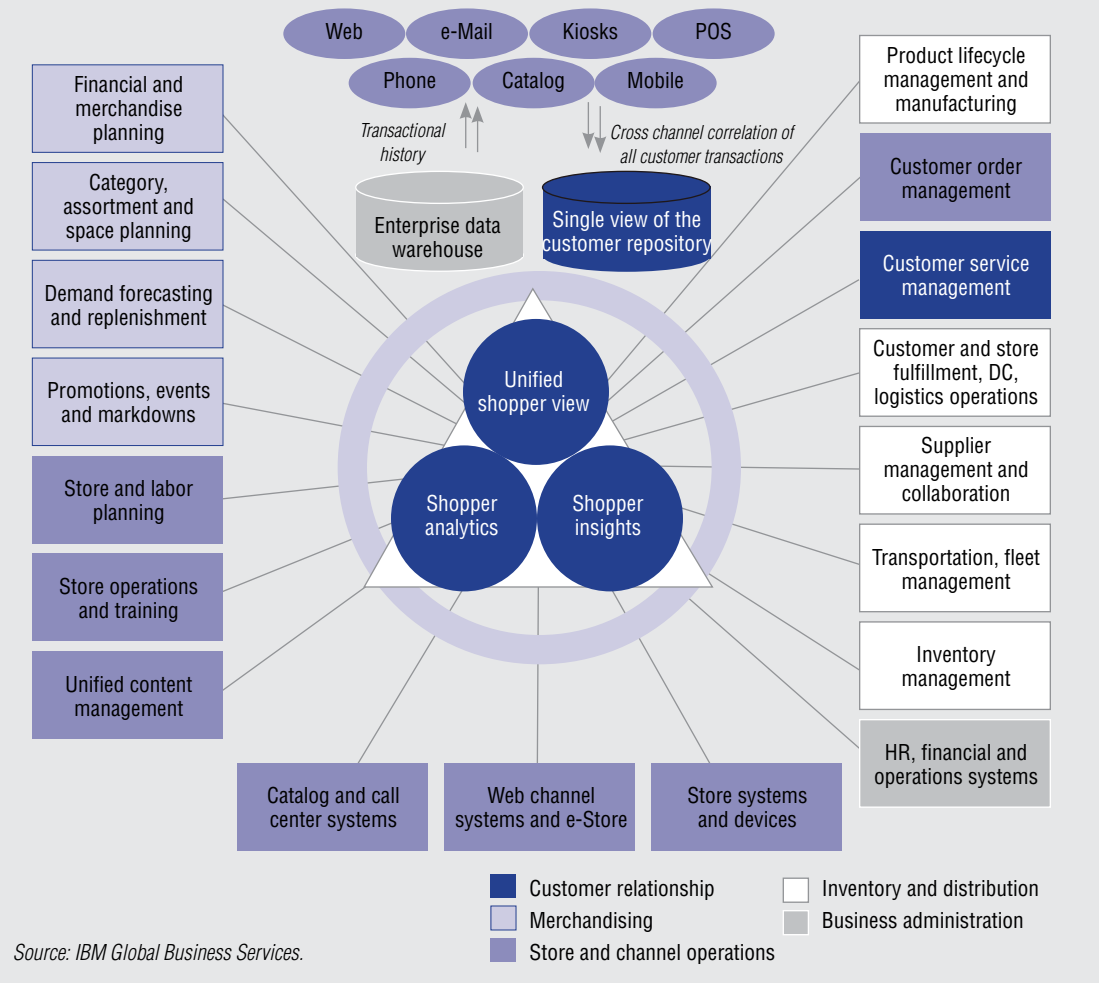 Web
e-Mail
Kiosks
POS
Phone
Catalog
Mobile
Transactional
history
Cross channel correlation of
all customer transactions
Enterprise data
warehouse
Single view of the
customer repository
Financial and
merchandise
planning
Category,
assortment and
space planning
Demand forecasting
and replenishment
Promotions, events
and markdowns
Store and labor
planning
Store operations
and training
Unified content
management
Unified
shopper view
Shopper
analytics
Shopper
insights
Product lifecycle
management and
manufacturing
Customer order
management
Customer service
management
Customer and store
fulfillment, DC,
logistics operations
Supplier
management and
collaboration
Transportation, fleet
management
Inventory
management
HR, financial and
operations systems
Catalog and call
center systems
Web channel
systems and e-Store
Store systems
and devices
Customer relationship
Merchandising
Store and channel operations
Inventory and distribution
Business administration
Source: IBM Global Business Services.